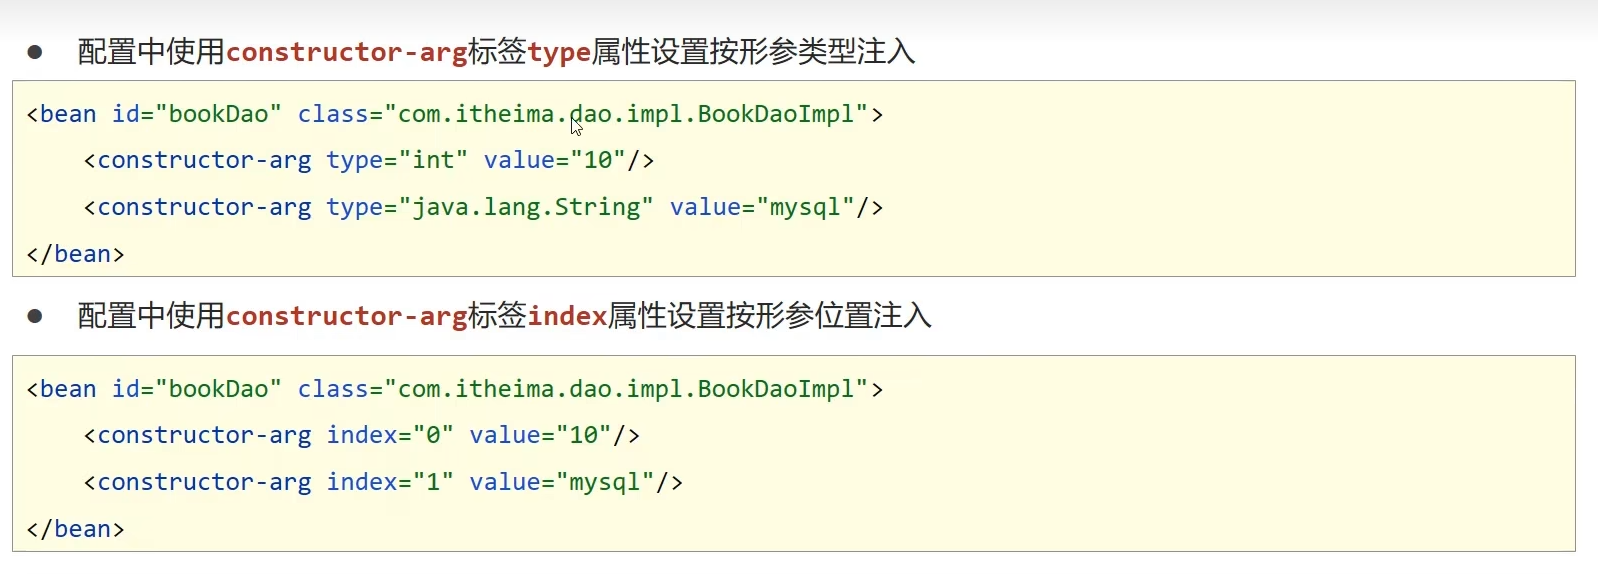 ● 配置中使用constructor-arg标签type属性设置按形参类型注入
<bean id="bookDao" class="com.itheima.dao.impl.BookDaoImpl">
    <constructor-arg type="int" value="10"/>
    <constructor-arg type="java.lang.String" value="mysql"/>
</bean>
● 配置中使用constructor-arg标签index属性设置按形参位置注入
<bean id="bookDao" class="com.itheima.dao.impl.BookDaoImpl">
    <constructor-arg index="0" value="10"/>
    <constructor-arg index="1" value="mysql"/>
</bean>